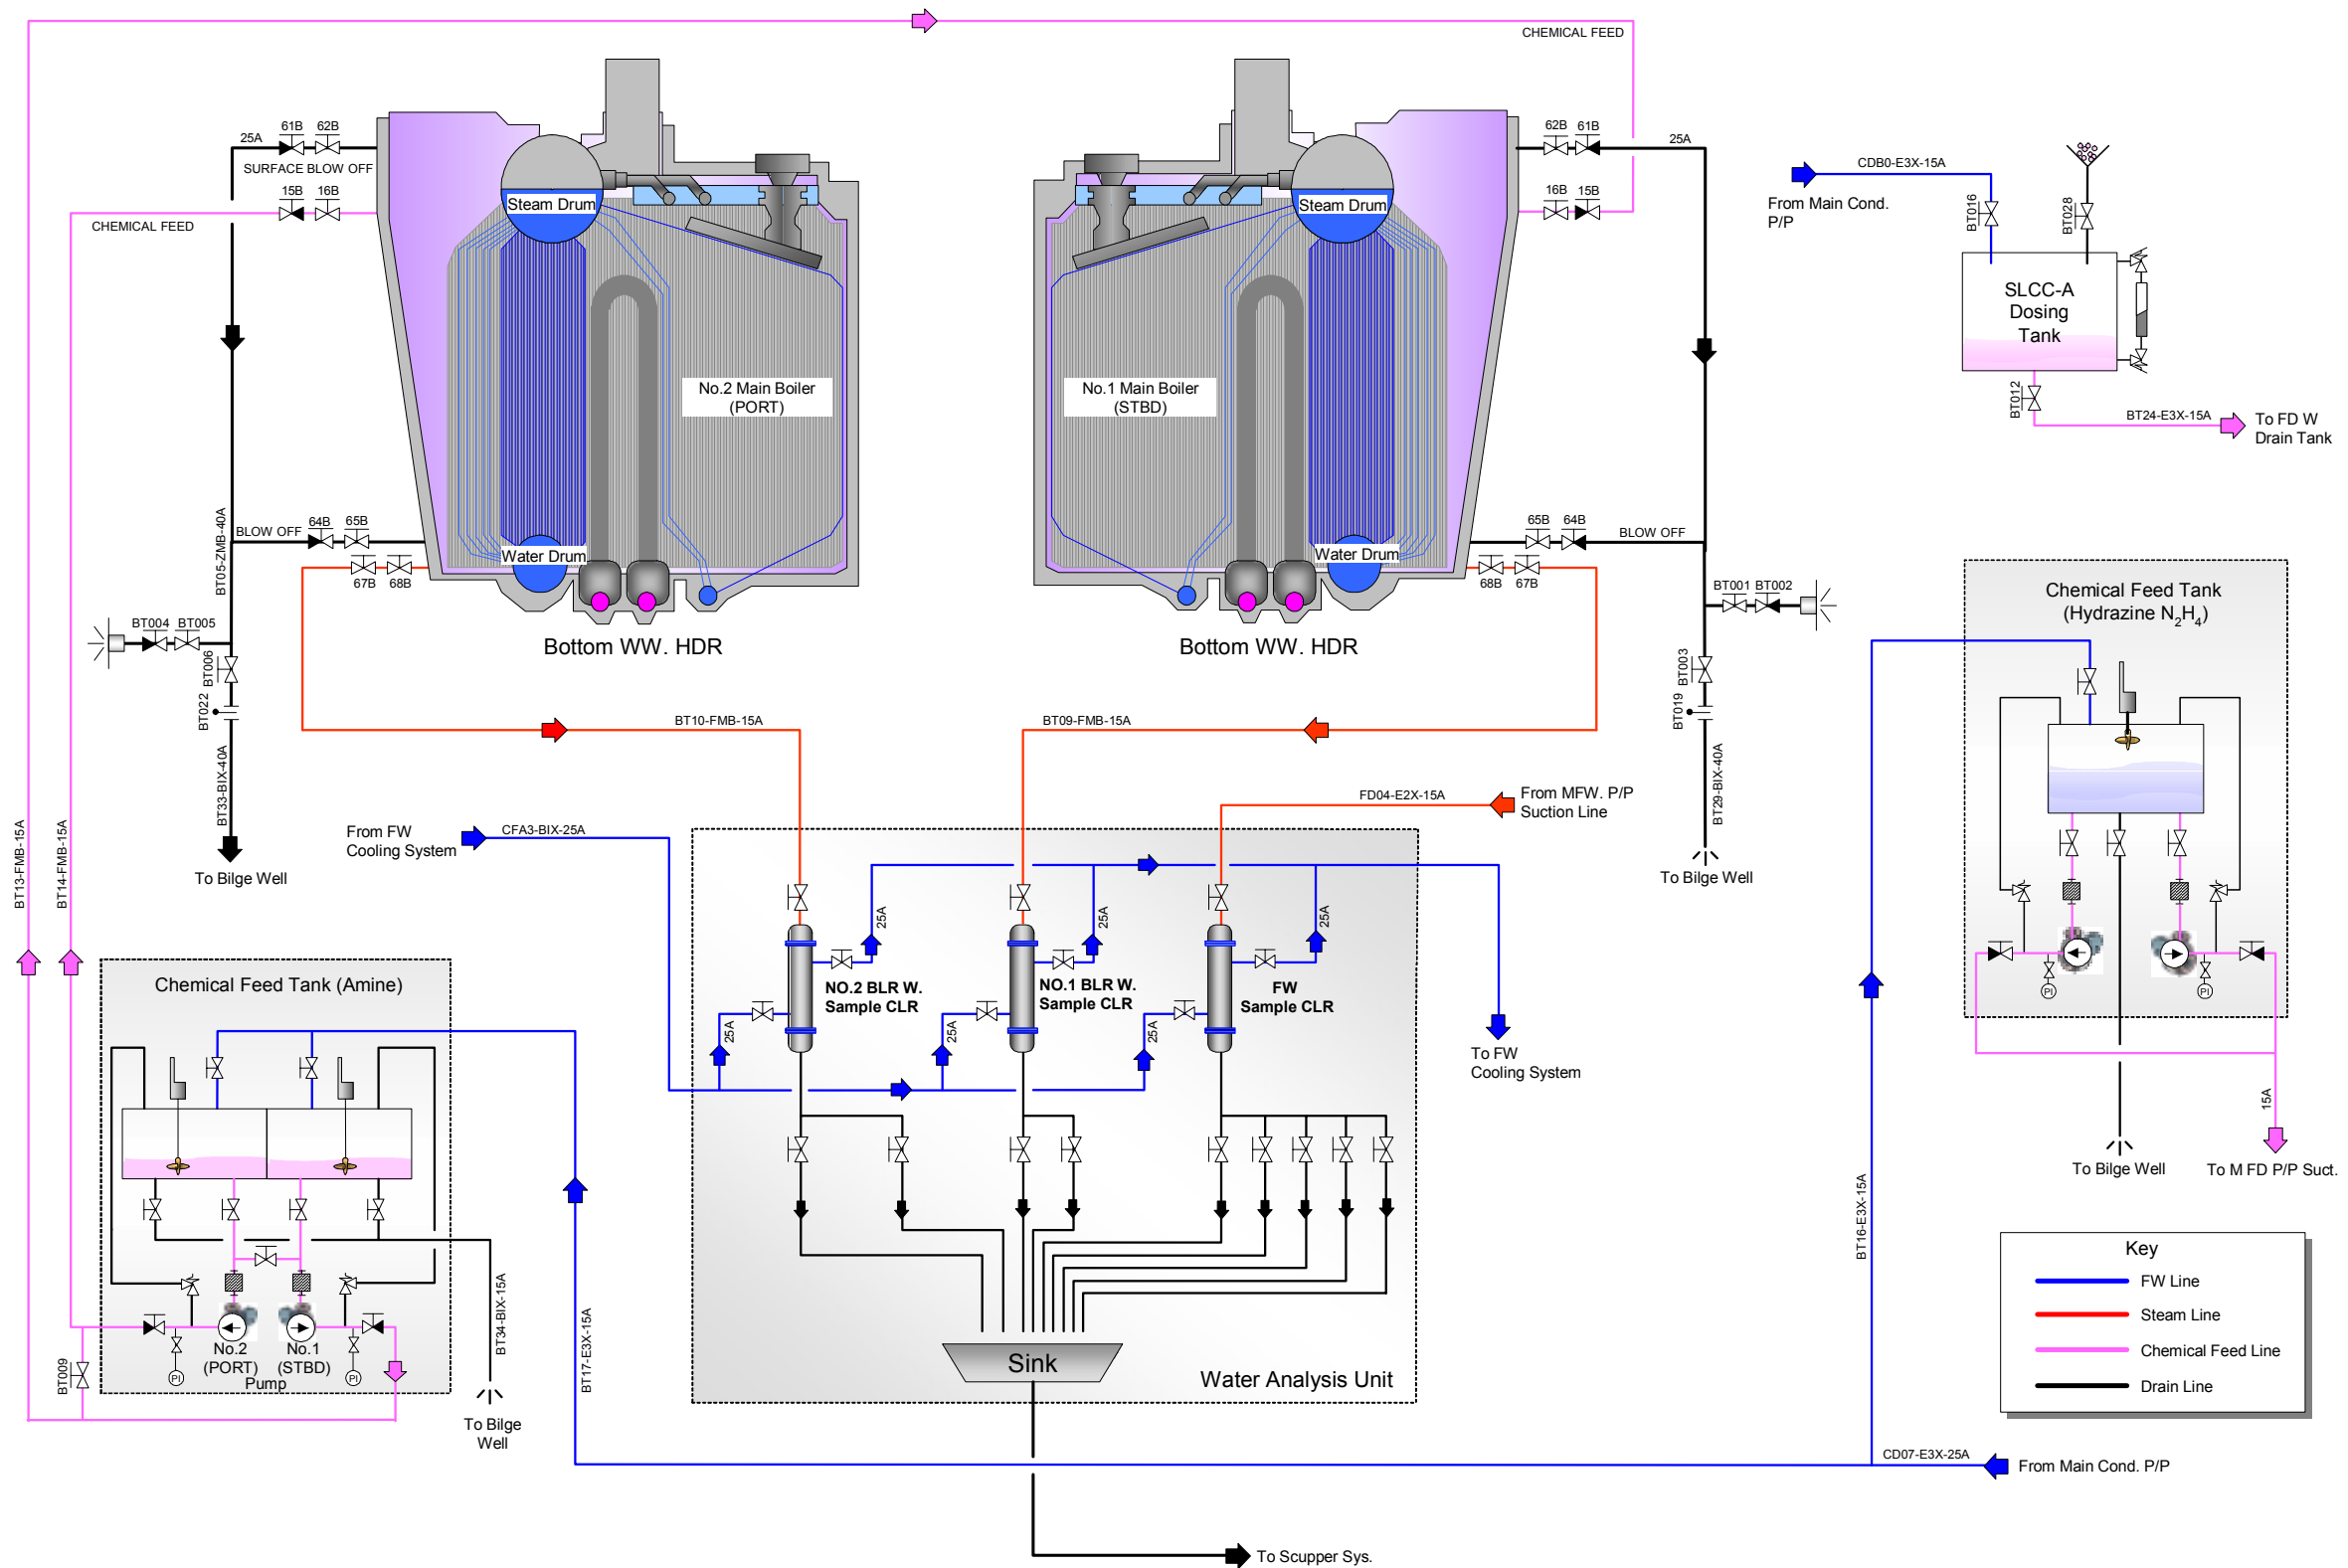 CHEMICAL FEED
61B
62B
25A
SURFACE BLOW OFF
15B
16B
CHEMICAL FEED
Steam Drum
No.2 Main Boiler
(PORT)
BLOW OFF
64B
65B
Water Drum
67B
68B
BT05-ZMB-40A
BT004
BT005
BT006
BT022
BT33-BIX-40A
To Bilge Well
Bottom WW. HDR
62B
61B
25A
16B
15B
Steam Drum
No.1 Main Boiler
(STBD)
65B
64B
BLOW OFF
Water Drum
68B
67B
BT001
BT002
BT003
BT019
BT29-BIX-40A
To Bilge Well
Bottom WW. HDR
CDB0-E3X-15A
From Main Cond.
P/P
BT016
BT028
SLCC-A
Dosing
Tank
BT012
BT24-E3X-15A
To FD W
Drain Tank
Chemical Feed Tank
(Hydrazine N2H4)
PI
PI
15A
To Bilge Well
To M FD P/P Suct.
BT16-E3X-15A
BT10-FMB-15A
BT09-FMB-15A
FD04-E2X-15A
From MFW. P/P
Suction Line
From FW
Cooling System
CFA3-BIX-25A
25A
25A
25A
NO.2 BLR W.
Sample CLR
NO.1 BLR W.
Sample CLR
FW
Sample CLR
25A
25A
25A
To FW
Cooling System
Sink
Water Analysis Unit
To Scupper Sys.
BT13-FMB-15A
BT14-FMB-15A
Chemical Feed Tank (Amine)
No.2
(PORT)
No.1
(STBD)
Pump
PI
PI
BT009
BT34-BIX-15A
To Bilge
Well
BT17-E3X-15A
Key
FW Line
Steam Line
Chemical Feed Line
Drain Line
CD07-E3X-25A
From Main Cond. P/P